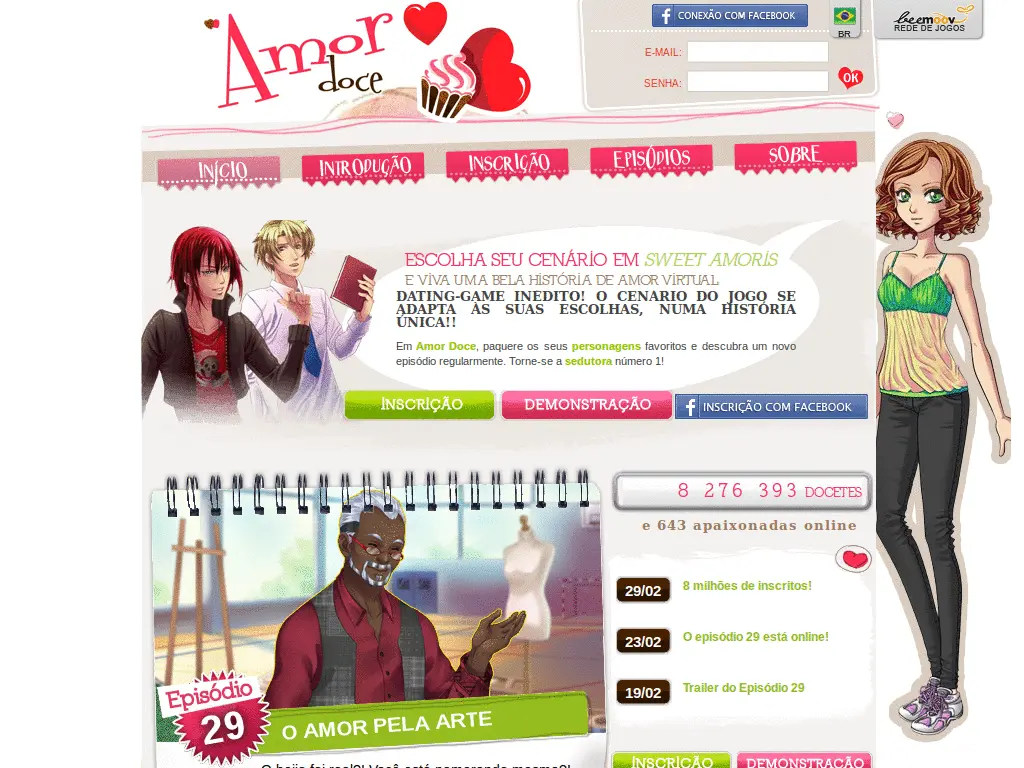 Amor doce
CONEXÃO COM FACEBOOK
BR
beemoov
REDE DE JOGOS
E-MAIL:
SENHA:
OK
INÍCIO
INTRODUÇÃO
INSCRIÇÃO
EPISÓDIOS
SOBRE
ESCOLHA SEU CENÁRIO EM SWEET AMORIS
E VIVA UMA BELA HISTÓRIA DE AMOR VIRTUAL
DATING-GAME INEDITO! O CENARIO DO JOGO SE
ADAPTA ÀS SUAS ESCOLHAS, NUMA HISTÓRIA
ÚNICA!!
Em Amor Doce, paquere os seus personagens favoritos e descubra um novo
episódio regularmente. Torne-se a sedutora número 1!
INSCRIÇÃO
DEMONSTRAÇÃO
INSCRIÇÃO COM FACEBOOK
8 276 393 DOCETES
e 643 apaixonadas online
29/02 8 milhões de inscritos!
23/02 O episódio 29 está online!
19/02 Trailer do Episódio 29
Episódio
29
O AMOR PELA ARTE
O beijo foi real?! Você está namorando mesmo?!
INSCRIÇÃO
DEMONSTRAÇÃO